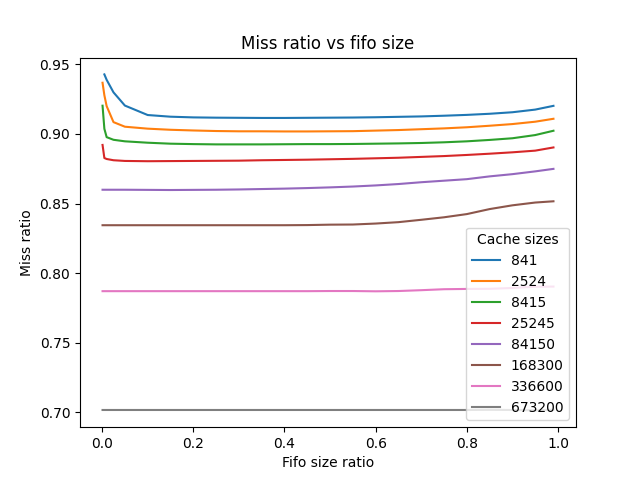 Miss ratio vs fifo size
0.95
0.90
0.85
0.80
0.75
0.70
Miss ratio
Cache sizes
841
2524
8415
25245
84150
168300
336600
673200
0.0 0.2 0.4 0.6 0.8 1.0
Fifo size ratio